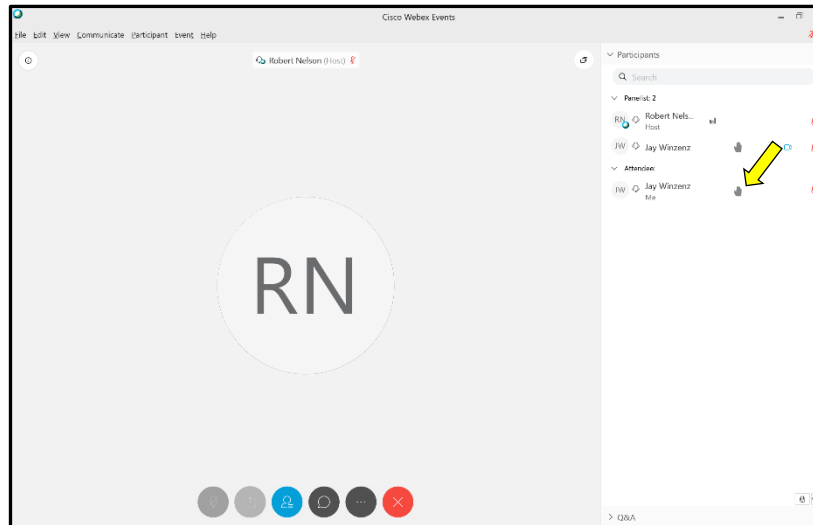 Cisco Webex Events
File Edit View Communicate Participant Event Help
Robert Nelson (Host)
Participants
Search
Panelist: 2
RN Robert Nels...
Host
JW Jay Winzenz
Attendee:
JW Jay Winzenz
Me
RN
Q&A